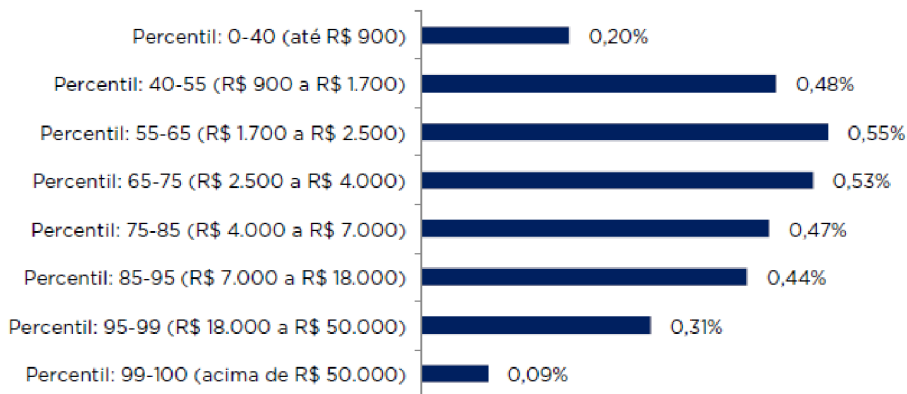 Percentil: 0-40 (até R$ 900) 0,20%
Percentil: 40-55 (R$ 900 a R$ 1.700) 0,48%
Percentil: 55-65 (R$ 1.700 a R$ 2.500) 0,55%
Percentil: 65-75 (R$ 2.500 a R$ 4.000) 0,53%
Percentil: 75-85 (R$ 4.000 a R$ 7.000) 0,47%
Percentil: 85-95 (R$ 7.000 a R$ 18.000) 0,44%
Percentil: 95-99 (R$ 18.000 a R$ 50.000) 0,31%
Percentil: 99-100 (acima de R$ 50.000) 0,09%